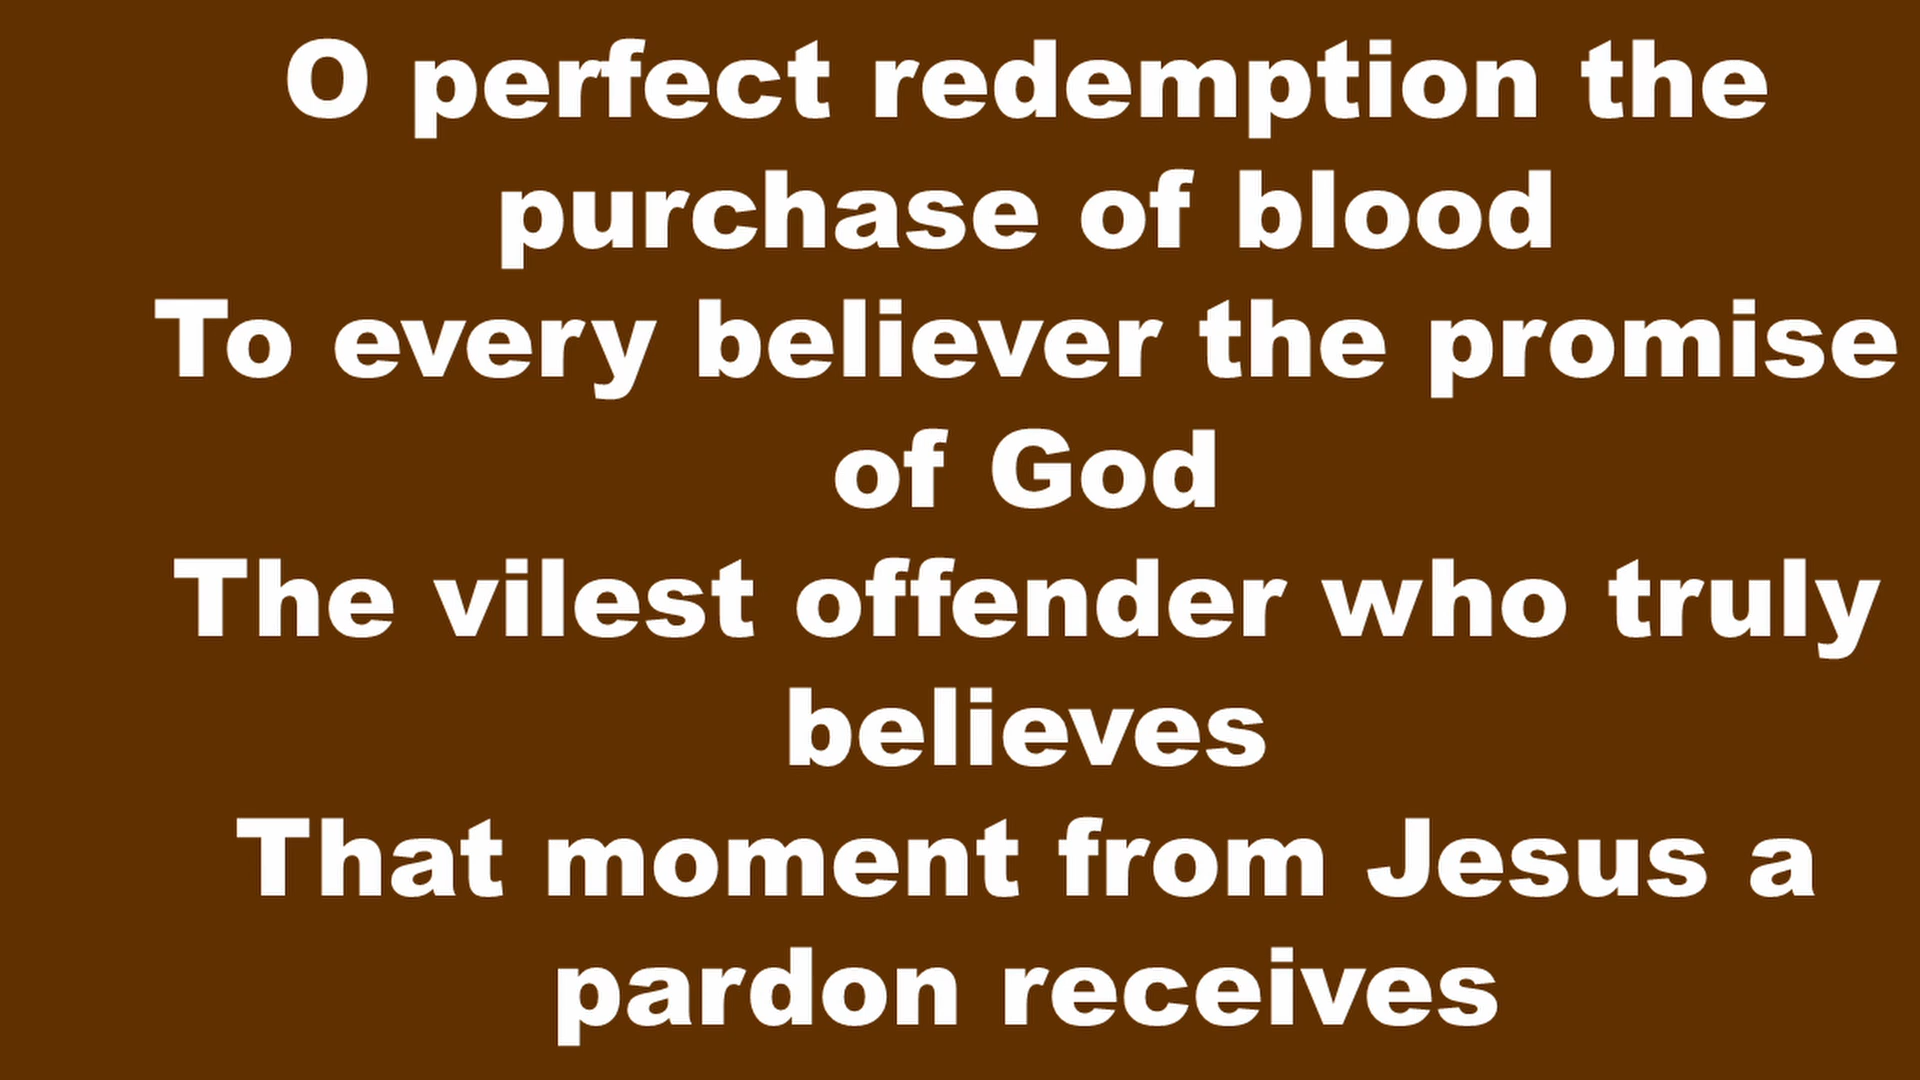 O perfect redemption the
purchase of blood
To every believer the promise
of God
The vilest offender who truly
believes
That moment from Jesus a
pardon receives